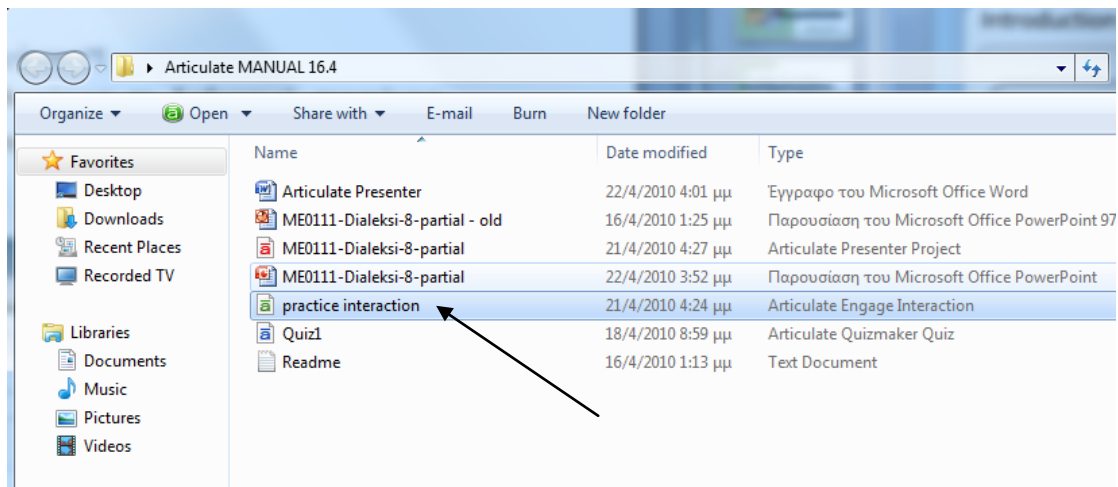 Introduction
Articulate MANUAL 16.4
Organize Open Share with E-mail Burn New folder
Favorites
Desktop
Downloads
Recent Places
Recorded TV
Libraries
Documents
Music
Pictures
Videos
Name Date modified Type
Articulate Presenter 22/4/2010 4:01 μμ Έγγραφο του Microsoft Office Word
ME0111-Dialeksi-8-partial - old 16/4/2010 1:25 μμ Παρουσίαση του Microsoft Office PowerPoint 97
ME0111-Dialeksi-8-partial 21/4/2010 4:27 μμ Articulate Presenter Project
ME0111-Dialeksi-8-partial 22/4/2010 3:52 μμ Παρουσίαση του Microsoft Office PowerPoint
practice interaction 21/4/2010 4:24 μμ Articulate Engage Interaction
Quiz1 18/4/2010 8:59 μμ Articulate Quizmaker Quiz
Readme 16/4/2010 1:13 μμ Text Document